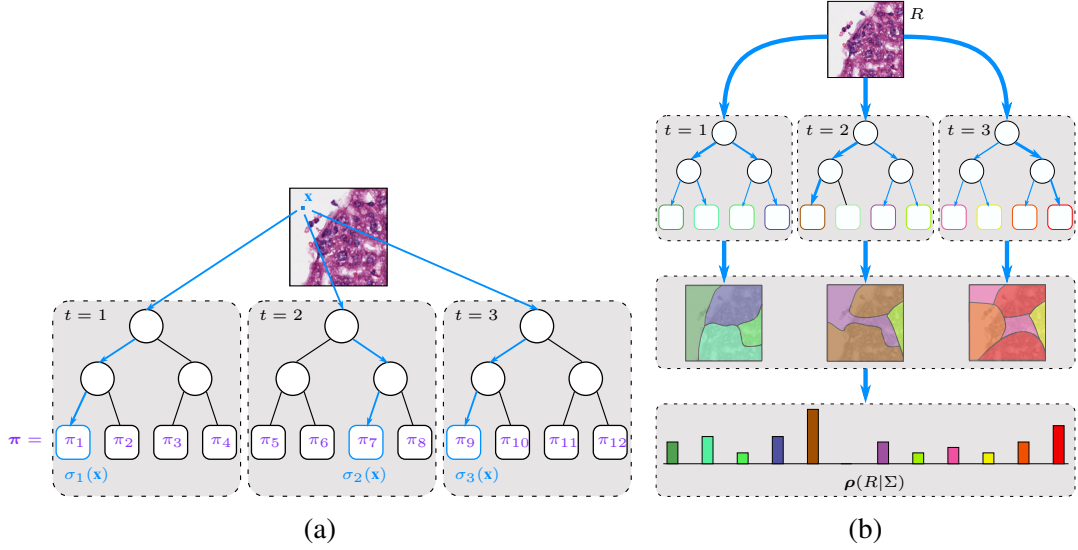 x
t = 1
t = 2
t = 3
π =
π1 π2 π3 π4 π5 π6 π7 π8 π9 π10 π11 π12
σ1(x) σ2(x) σ3(x)
(a)
R
t = 1
t = 2
t = 3
ρ(R|Σ)
(b)